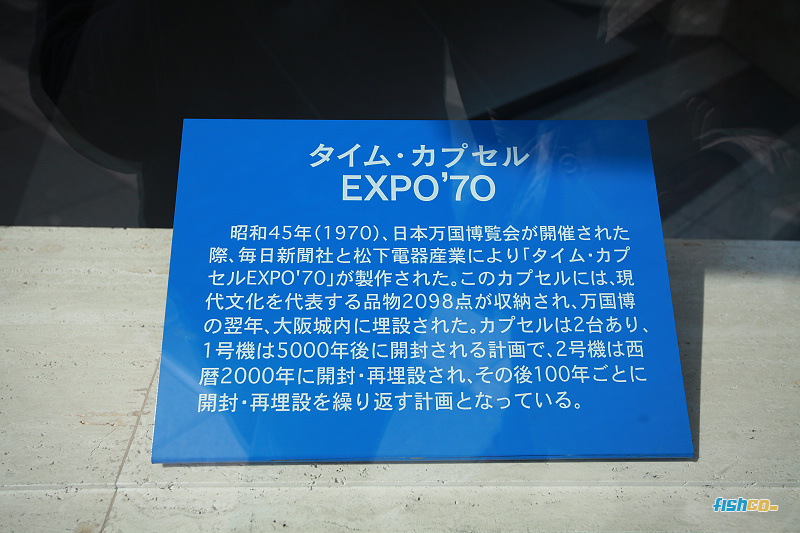 タイム・カプセル
EXPO'70
昭和45年(1970)、日本万国博覧会が開催された
際、毎日新聞社と松下電器産業により「タイム・カプ
セルEXPO'70」が製作された。このカプセルには、現
代文化を代表する品物2098点が収納され、万国博
の翌年、大阪城内に埋設された。カプセルは2台あり、
1号機は5000年後に開封される計画で、2号機は西
暦2000年に開封・再埋設され、その後100年ごとに
開封・再埋設を繰り返す計画となっている。
fishco